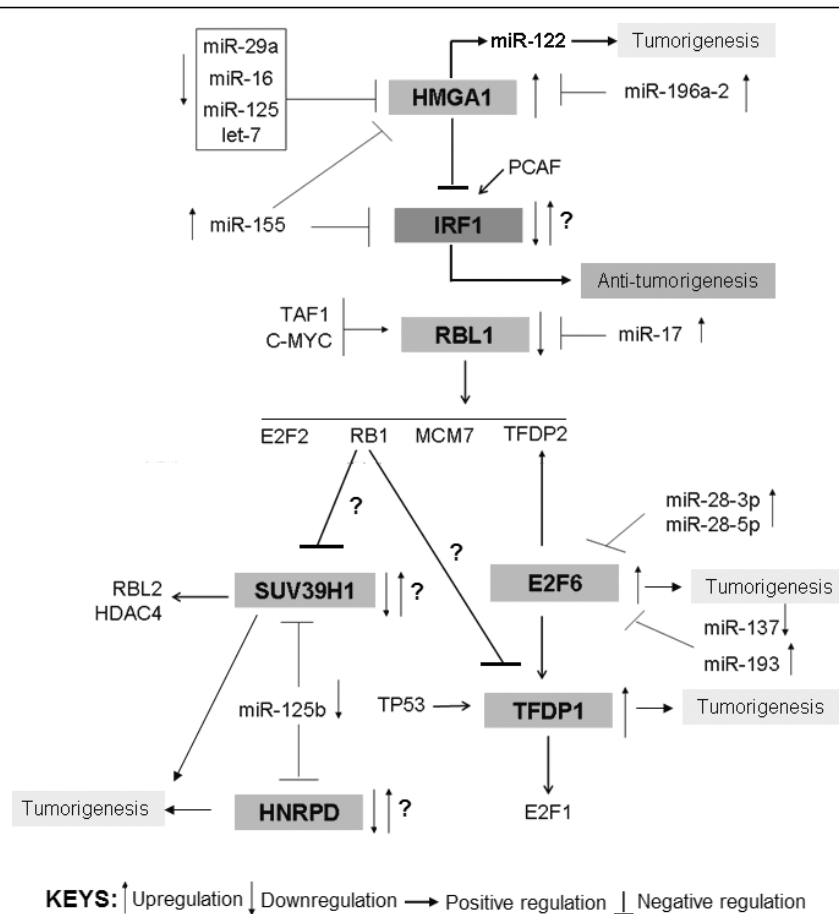 miR-29a
miR-16
miR-125
let-7
miR-122
Tumorigenesis
HMGA1
miR-196a-2
PCAF
miR-155
IRF1
?
Anti-tumorigenesis
TAF1
C-MYC
RBL1
miR-17
E2F2 RB1 MCM7 TFDP2
?
?
miR-28-3p
miR-28-5p
RBL2
HDAC4
SUV39H1
?
E2F6
Tumorigenesis
miR-137
miR-193
miR-125b
TP53
TFDP1
Tumorigenesis
Tumorigenesis
HNRPD
?
E2F1
KEYS: Upregulation Downregulation Positive regulation Negative regulation